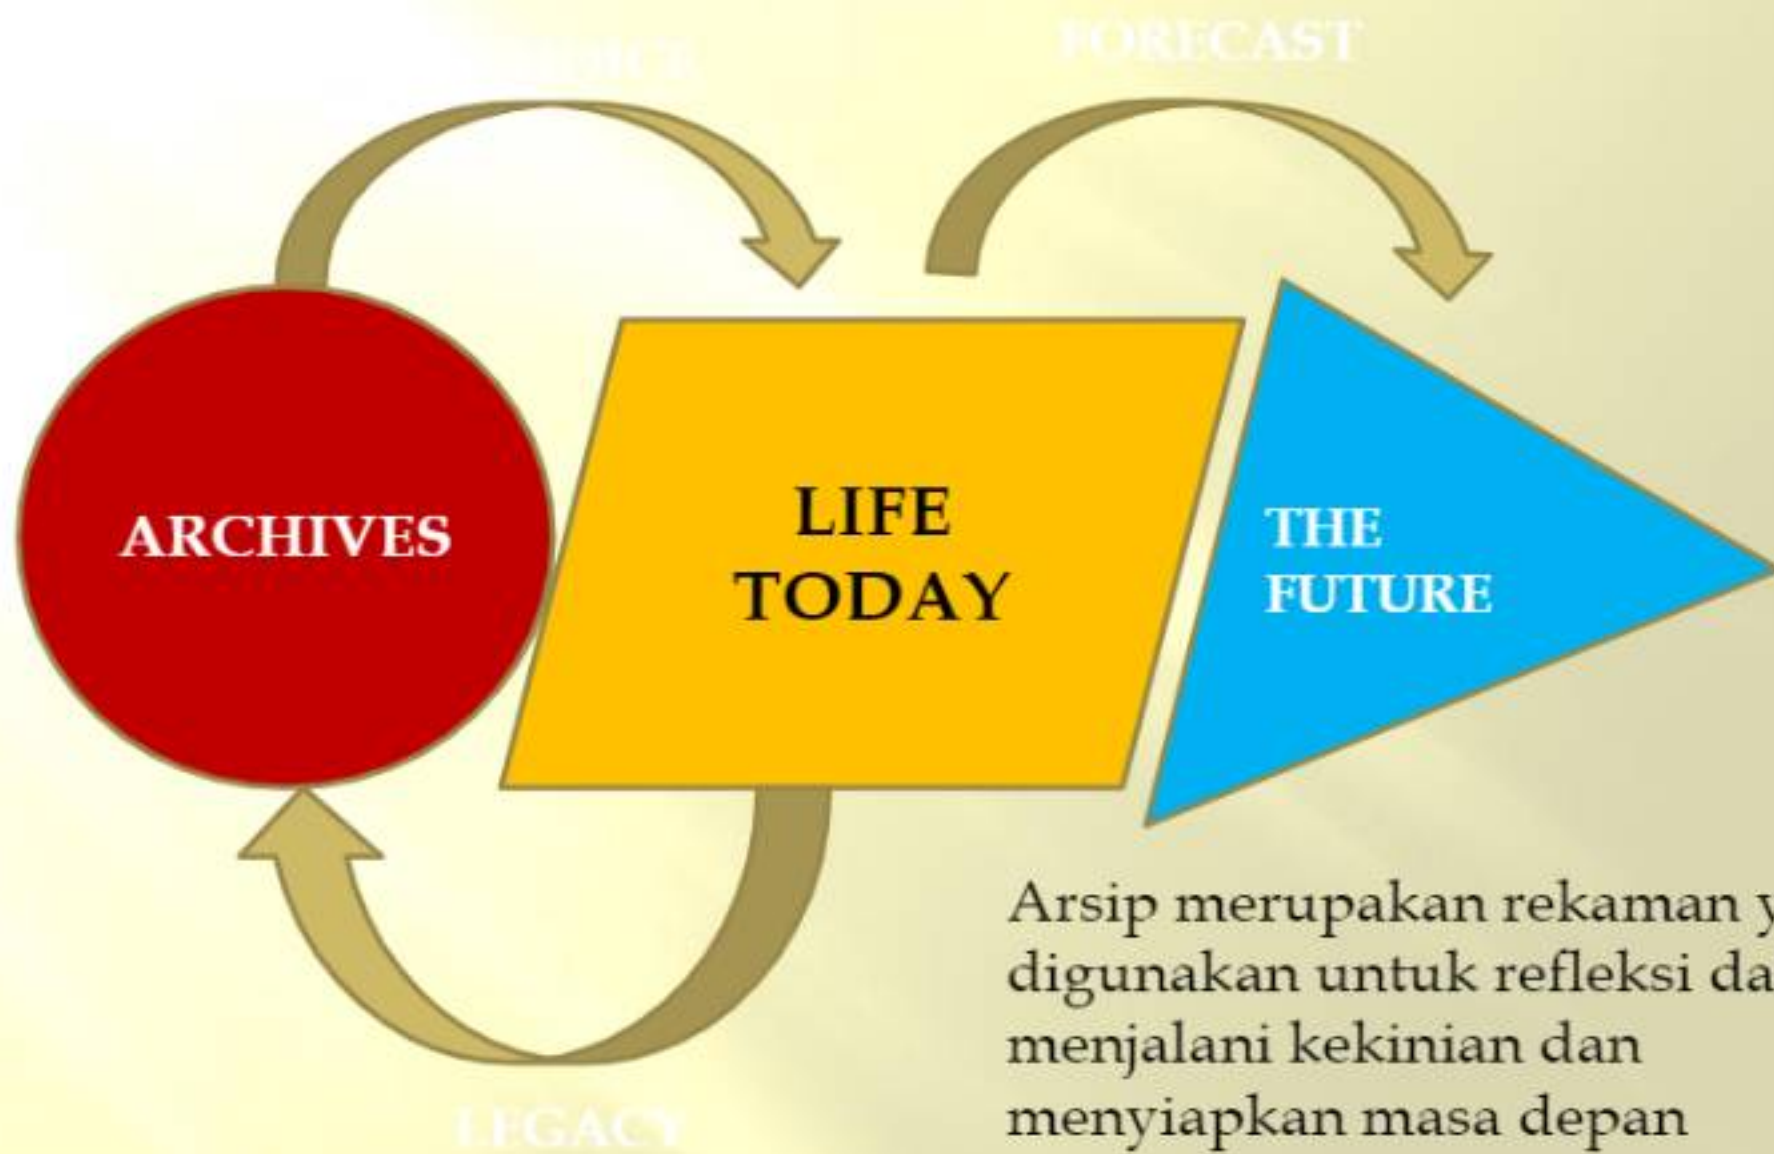 FORECAST
ARCHIVES
LIFE
TODAY
THE
FUTURE
LEGACY
Arsip merupakan rekaman y
digunakan untuk refleksi da
menjalani kekinian dan
menyiapkan masa depan